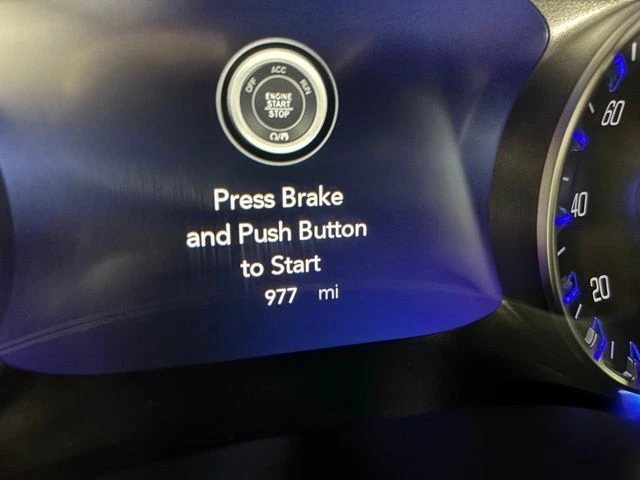 OFF ACC RUN
ENGINE
START
STOP
Press Brake
and Push Button
to Start
977 mi
60
40
20